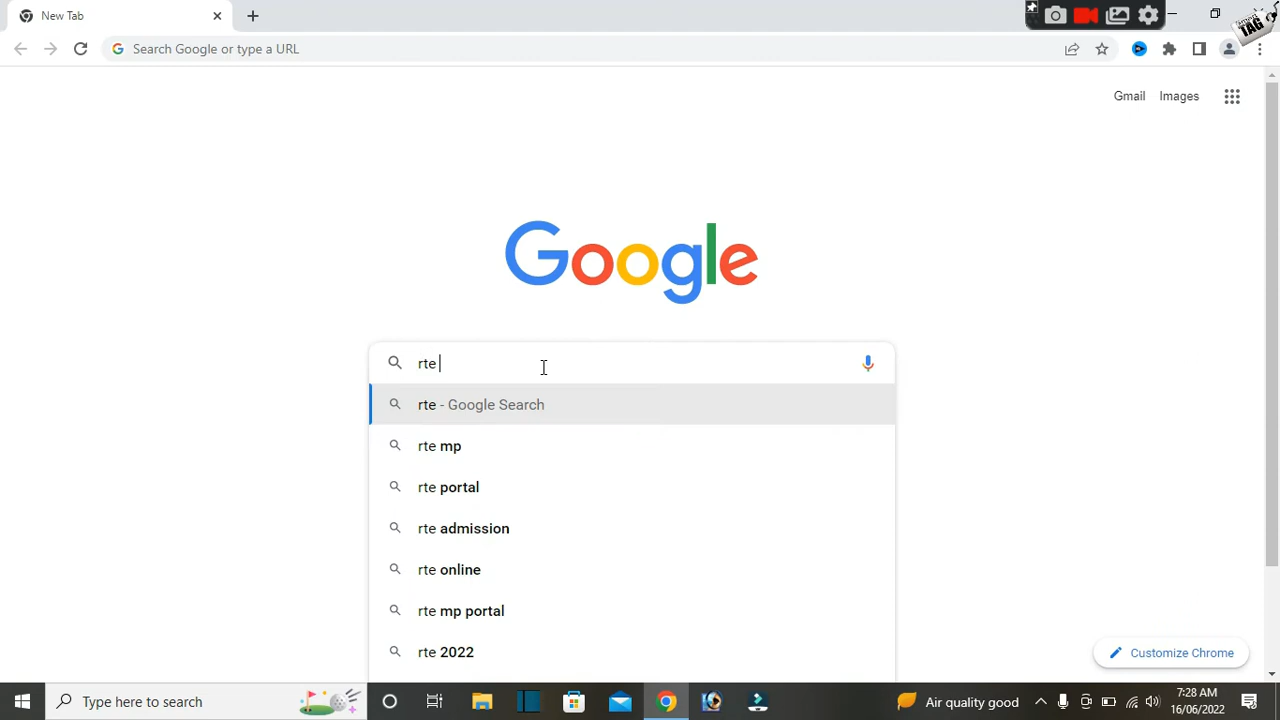 New Tab
TAG
Search Google or type a URL
Gmail Images
Google
rte
rte - Google Search
rte mp
rte portal
rte admission
rte online
rte mp portal
rte 2022
Customize Chrome
Type here to search
Air quality good
7:28 AM
16/06/2022